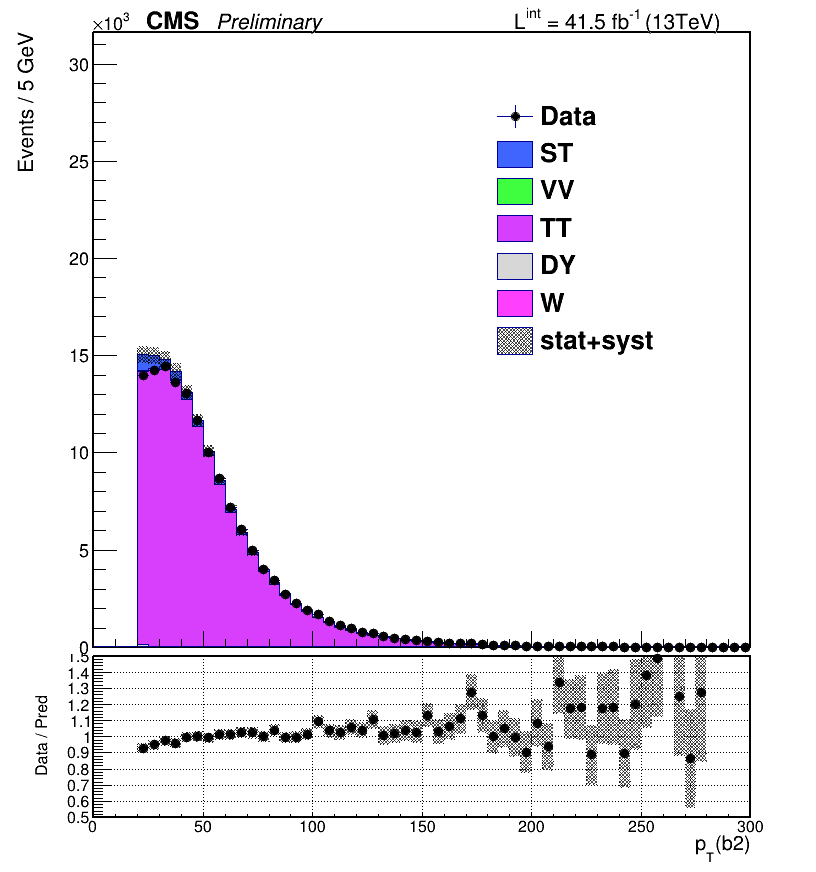 ×10³ CMS Preliminary L^int = 41.5 fb⁻¹ (13TeV)
Events / 5 GeV
30
25
20
15
10
5
0
Data
ST
VV
TT
DY
W
stat+syst
Data / Pred
1.5
1.4
1.3
1.2
1.1
1
0.9
0.8
0.7
0.6
0.5
0 50 100 150 200 250 300
p_T(b2)